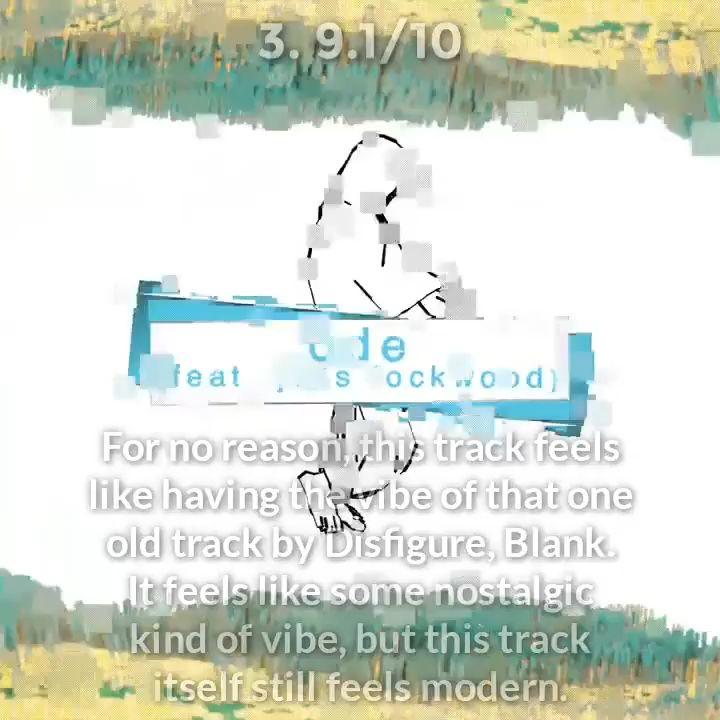 3. 9.1/10
(feat
For no reason, this track feels
like having the vibe of that one
old track by Disfigure, Blank.
It feels like some nostalgic
kind of vibe, but this track
itself still feels modern.